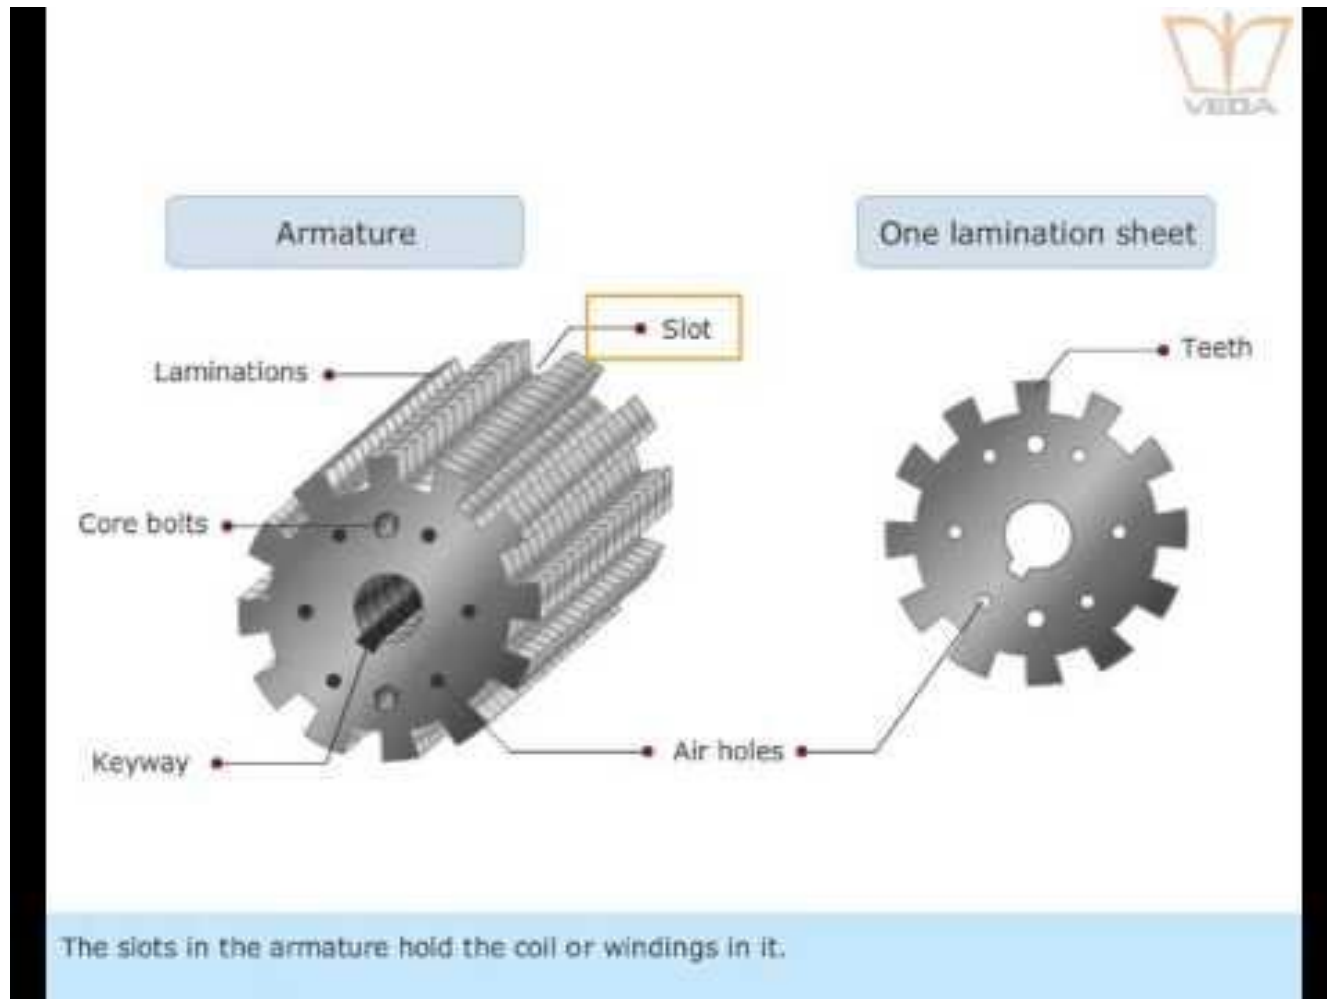 VEDA
Armature
One lamination sheet
Slot
Teeth
Laminations
Core bolts
Keyway
Air holes
The slots in the armature hold the coil or windings in it.